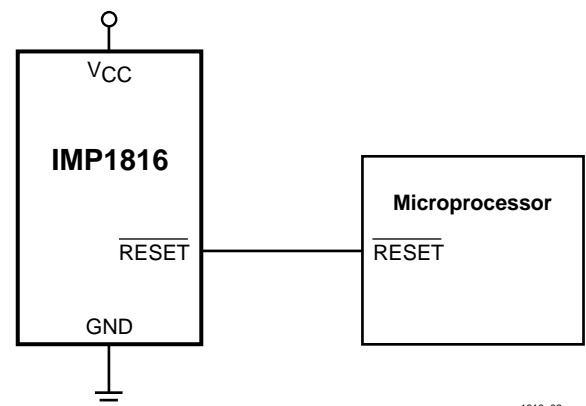 VCC
IMP1816
Microprocessor
RESET
RESET
GND